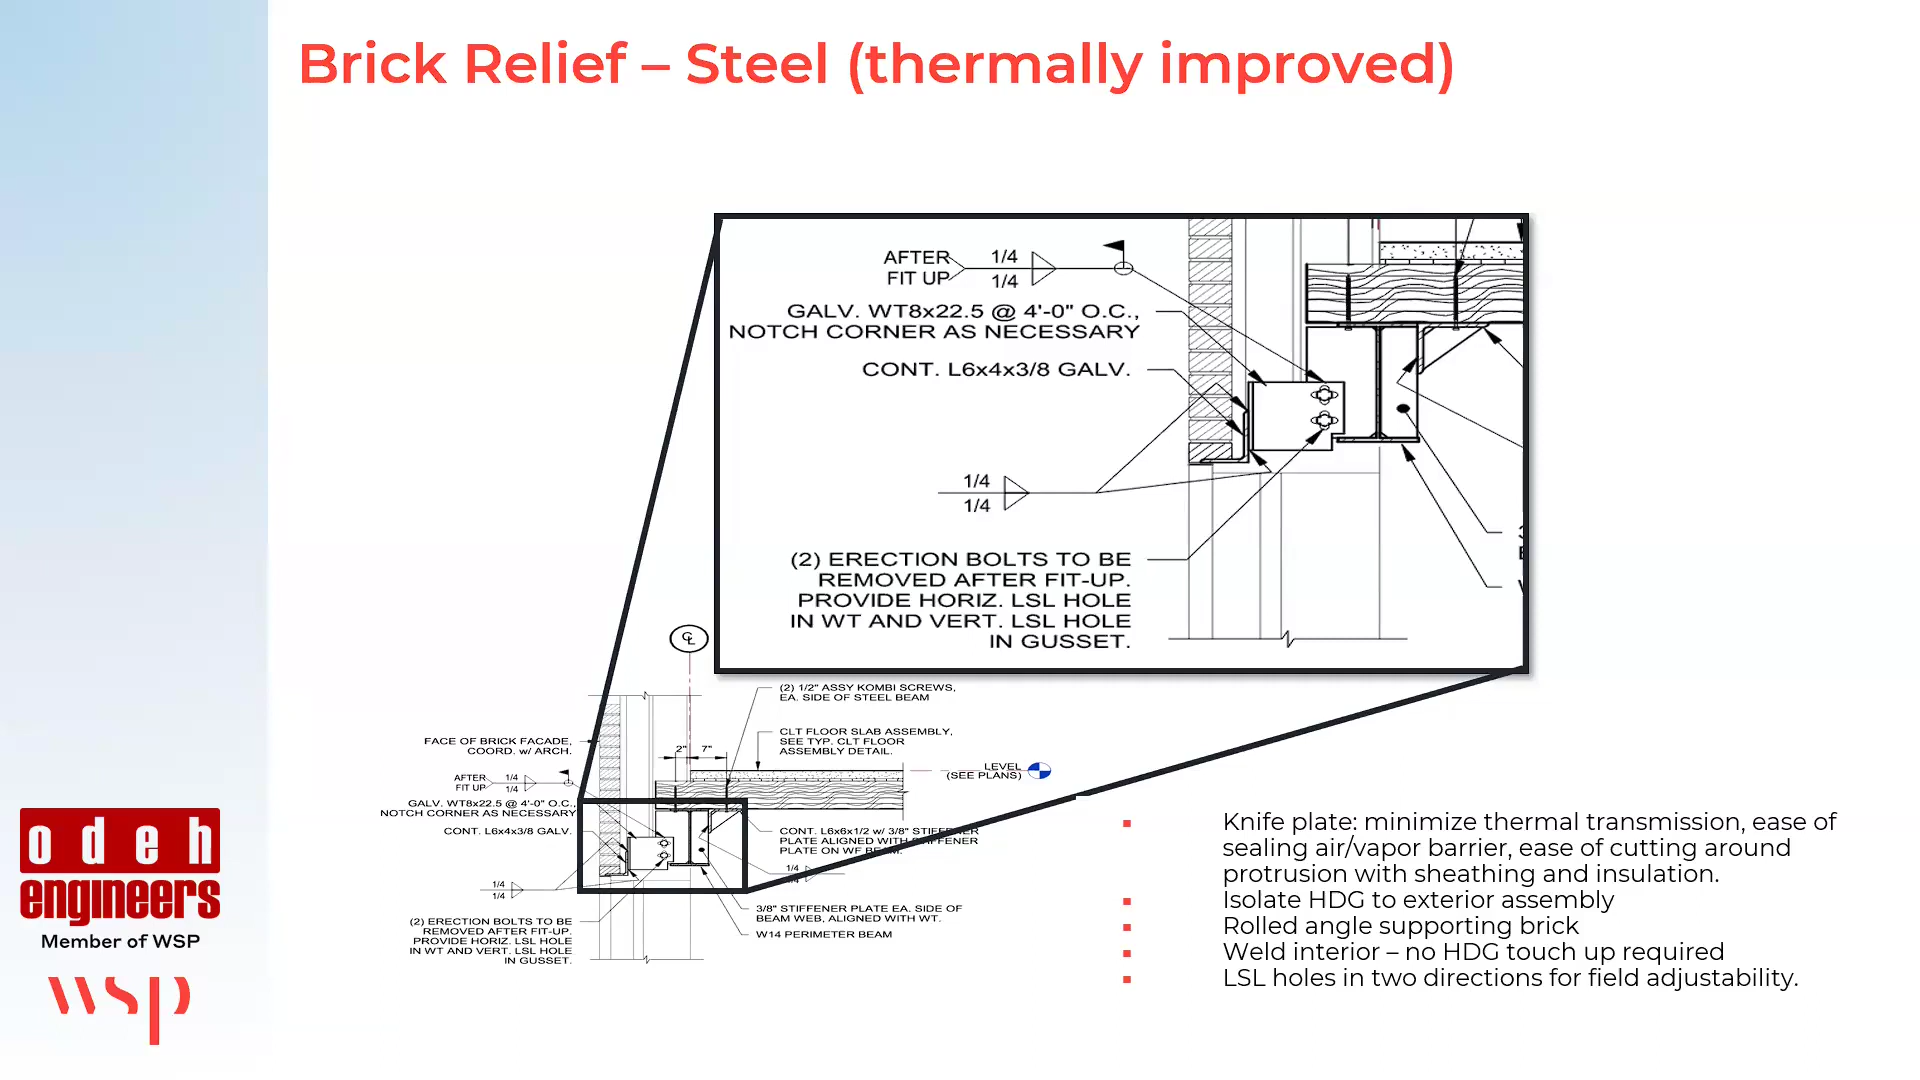 Brick Relief – Steel (thermally improved)
AFTER
FIT UP
1/4
1/4
GALV. WT8x22.5 @ 4'-0" O.C.,
NOTCH CORNER AS NECESSARY
CONT. L6x4x3/8 GALV.
1/4
1/4
(2) ERECTION BOLTS TO BE
REMOVED AFTER FIT-UP.
PROVIDE HORIZ. LSL HOLE
IN WT AND VERT. LSL HOLE
IN GUSSET.
℄
(2) 1/2" ASSY KOMBI SCREWS,
EA. SIDE OF STEEL BEAM
FACE OF BRICK FACADE,
COORD. w/ ARCH.
CLT FLOOR SLAB ASSEMBLY,
SEE TYP. CLT FLOOR
ASSEMBLY DETAIL.
2" 7"
LEVEL
(SEE PLANS)
AFTER
FIT UP
1/4
1/4
GALV. WT8x22.5 @ 4'-0" O.C.,
NOTCH CORNER AS NECESSARY
CONT. L6x4x3/8 GALV.
CONT. L6x6x1/2 w/ 3/8" STIFFENER
PLATE ALIGNED WITH STIFFENER
PLATE ON WF BEAM.
1/4
1/4
1/4
1/4
3/8" STIFFENER PLATE EA. SIDE OF
BEAM WEB, ALIGNED WITH WT.
W14 PERIMETER BEAM
(2) ERECTION BOLTS TO BE
REMOVED AFTER FIT-UP.
PROVIDE HORIZ. LSL HOLE
IN WT AND VERT. LSL HOLE
IN GUSSET.
Knife plate: minimize thermal transmission, ease of
sealing air/vapor barrier, ease of cutting around
protrusion with sheathing and insulation.
Isolate HDG to exterior assembly
Rolled angle supporting brick
Weld interior – no HDG touch up required
LSL holes in two directions for field adjustability.
odeh
engineers
Member of WSP
wsp